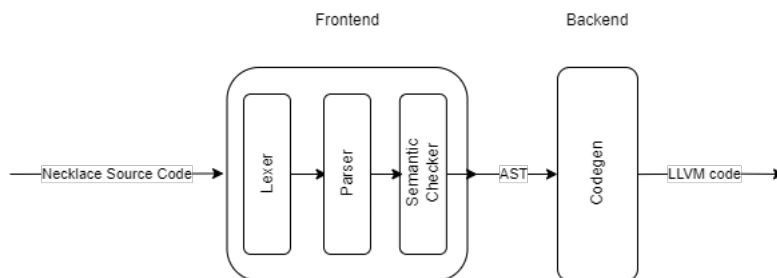 Frontend
Backend
Necklace Source Code
Lexer
Parser
Semantic
Checker
AST
Codegen
LLVM code